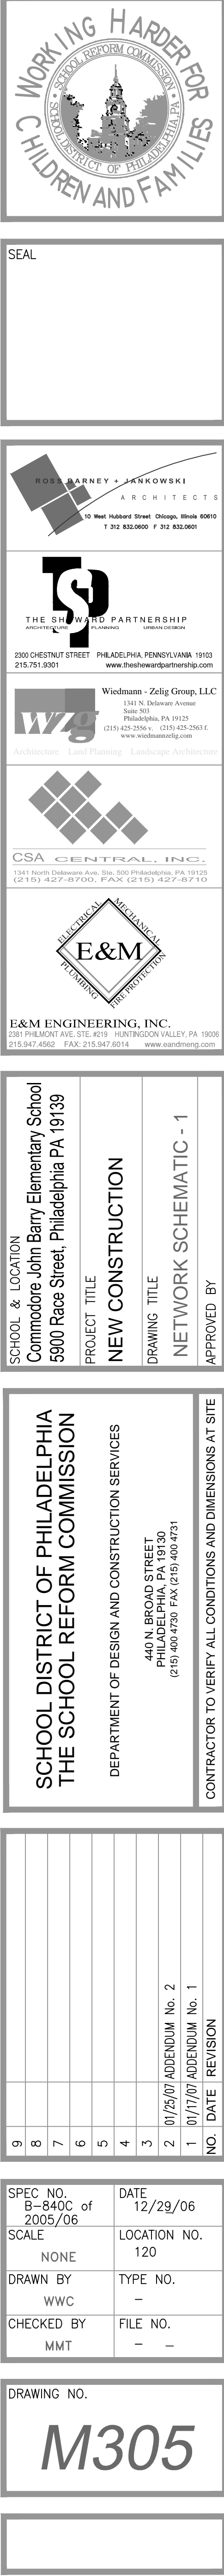 WORKING HARDER FOR
CHILDREN AND FAMILIES
SCHOOL REFORM COMMISSION
SCHOOL DISTRICT OF PHILADELPHIA, PA
SEAL
ROSS BARNEY + JANKOWSKI
ARCHITECTS
10 West Hubbard Street Chicago, Illinois 60610
T 312 832.0600 F 312 832.0601
TSP
THE SHEWARD PARTNERSHIP
ARCHITECTURE PLANNING URBAN DESIGN
2300 CHESTNUT STREET PHILADELPHIA, PENNSYLVANIA 19103
215.751.9301 www.theshewardpartnership.com
wzg
Wiedmann - Zelig Group, LLC
1341 N. Delaware Avenue
Suite 503
Philadelphia, PA 19125
(215) 425-2556 v. (215) 425-2563 f.
www.wiedmannzelig.com
Architecture Land Planning Landscape Architecture
CSA CENTRAL, INC.
1341 North Delaware Ave. Ste. 500 Philadelphia, PA 19125
(215) 427-8700, FAX (215) 427-8710
ELECTRICAL
MECHANICAL
E&M
PLUMBING
FIRE PROTECTION
E&M ENGINEERING, INC.
2381 PHILMONT AVE. STE. #219 HUNTINGDON VALLEY, PA 19006
215.947.4562 FAX: 215.947.6014 www.eandmeng.com
SCHOOL & LOCATION
Commodore John Barry Elementary School
5900 Race Street, Philadelphia PA 19139
PROJECT TITLE
NEW CONSTRUCTION
DRAWING TITLE
NETWORK SCHEMATIC - 1
APPROVED BY
SCHOOL DISTRICT OF PHILADELPHIA
THE SCHOOL REFORM COMMISSION
DEPARTMENT OF DESIGN AND CONSTRUCTION SERVICES
440 N. BROAD STREET
PHILADELPHIA, PA 19130
(215) 400 4730 FAX (215) 400 4731
CONTRACTOR TO VERIFY ALL CONDITIONS AND DIMENSIONS AT SITE
9
8
7
6
5
4
3
2 01/25/07 ADDENDUM No. 2
1 01/17/07 ADDENDUM No. 1
NO. DATE REVISION
SPEC NO.
B-840C of
2005/06
DATE
12/29/06
SCALE
NONE
LOCATION NO.
120
DRAWN BY
WWC
TYPE NO.
–
CHECKED BY
MMT
FILE NO.
– –
DRAWING NO.
M305